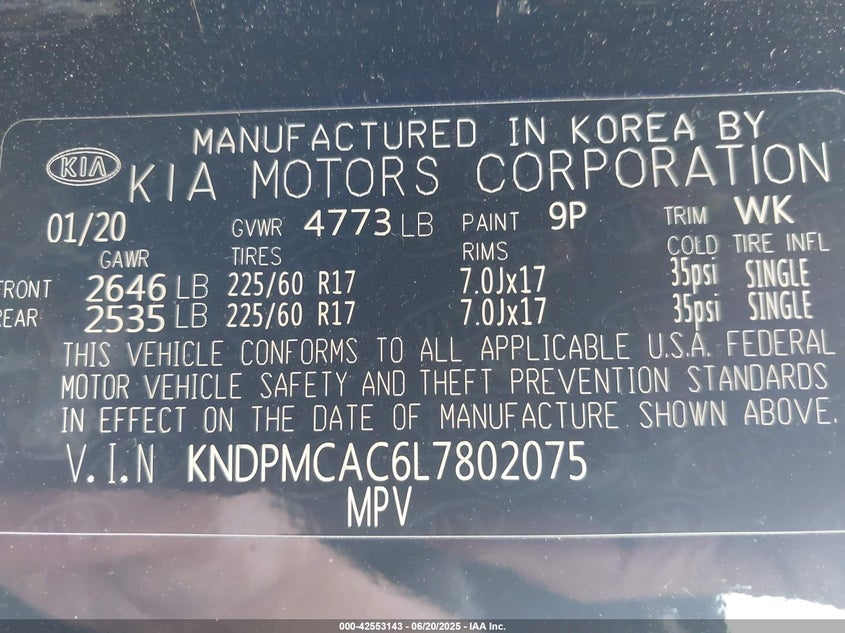 MANUFACTURED IN KOREA BY
KIA KIA MOTORS CORPORATION
01/20 GVWR 4773 LB PAINT 9P TRIM WK
GAWR TIRES RIMS COLD TIRE INFL
FRONT 2646 LB 225/60 R17 7.0Jx17 35psi SINGLE
REAR 2535 LB 225/60 R17 7.0Jx17 35psi SINGLE
THIS VEHICLE CONFORMS TO ALL APPLICABLE U.S.A. FEDERAL
MOTOR VEHICLE SAFETY AND THEFT PREVENTION STANDARDS
IN EFFECT ON THE DATE OF MANUFACTURE SHOWN ABOVE.
V.I.N KNDPMCAC6L7802075
MPV
000-42553143 - 06/20/2025 - IAA Inc.